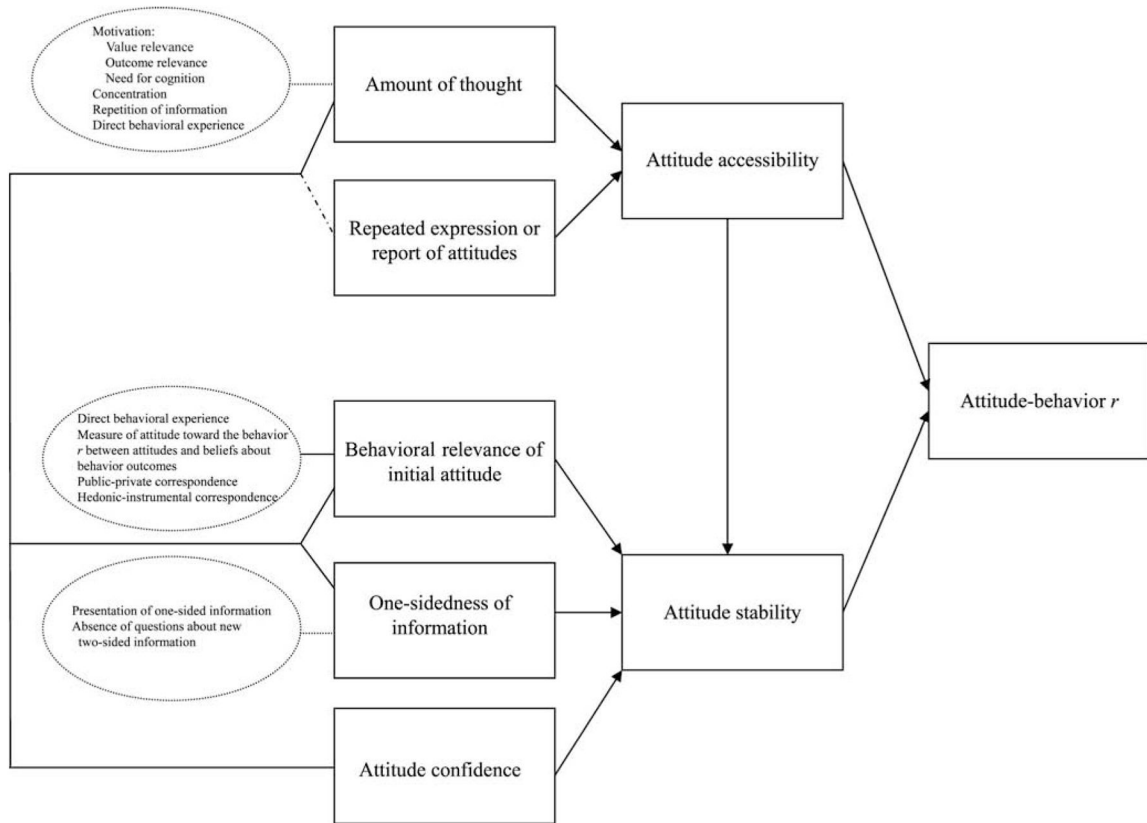 Motivation:
Value relevance
Outcome relevance
Need for cognition
Concentration
Repetition of information
Direct behavioral experience
Amount of thought
Attitude accessibility
Repeated expression or
report of attitudes
Attitude-behavior r
Direct behavioral experience
Measure of attitude toward the behavior
r between attitudes and beliefs about
behavior outcomes
Public-private correspondence
Hedonic-instrumental correspondence
Behavioral relevance of
initial attitude
Presentation of one-sided information
Absence of questions about new
two-sided information
One-sidedness of
information
Attitude stability
Attitude confidence